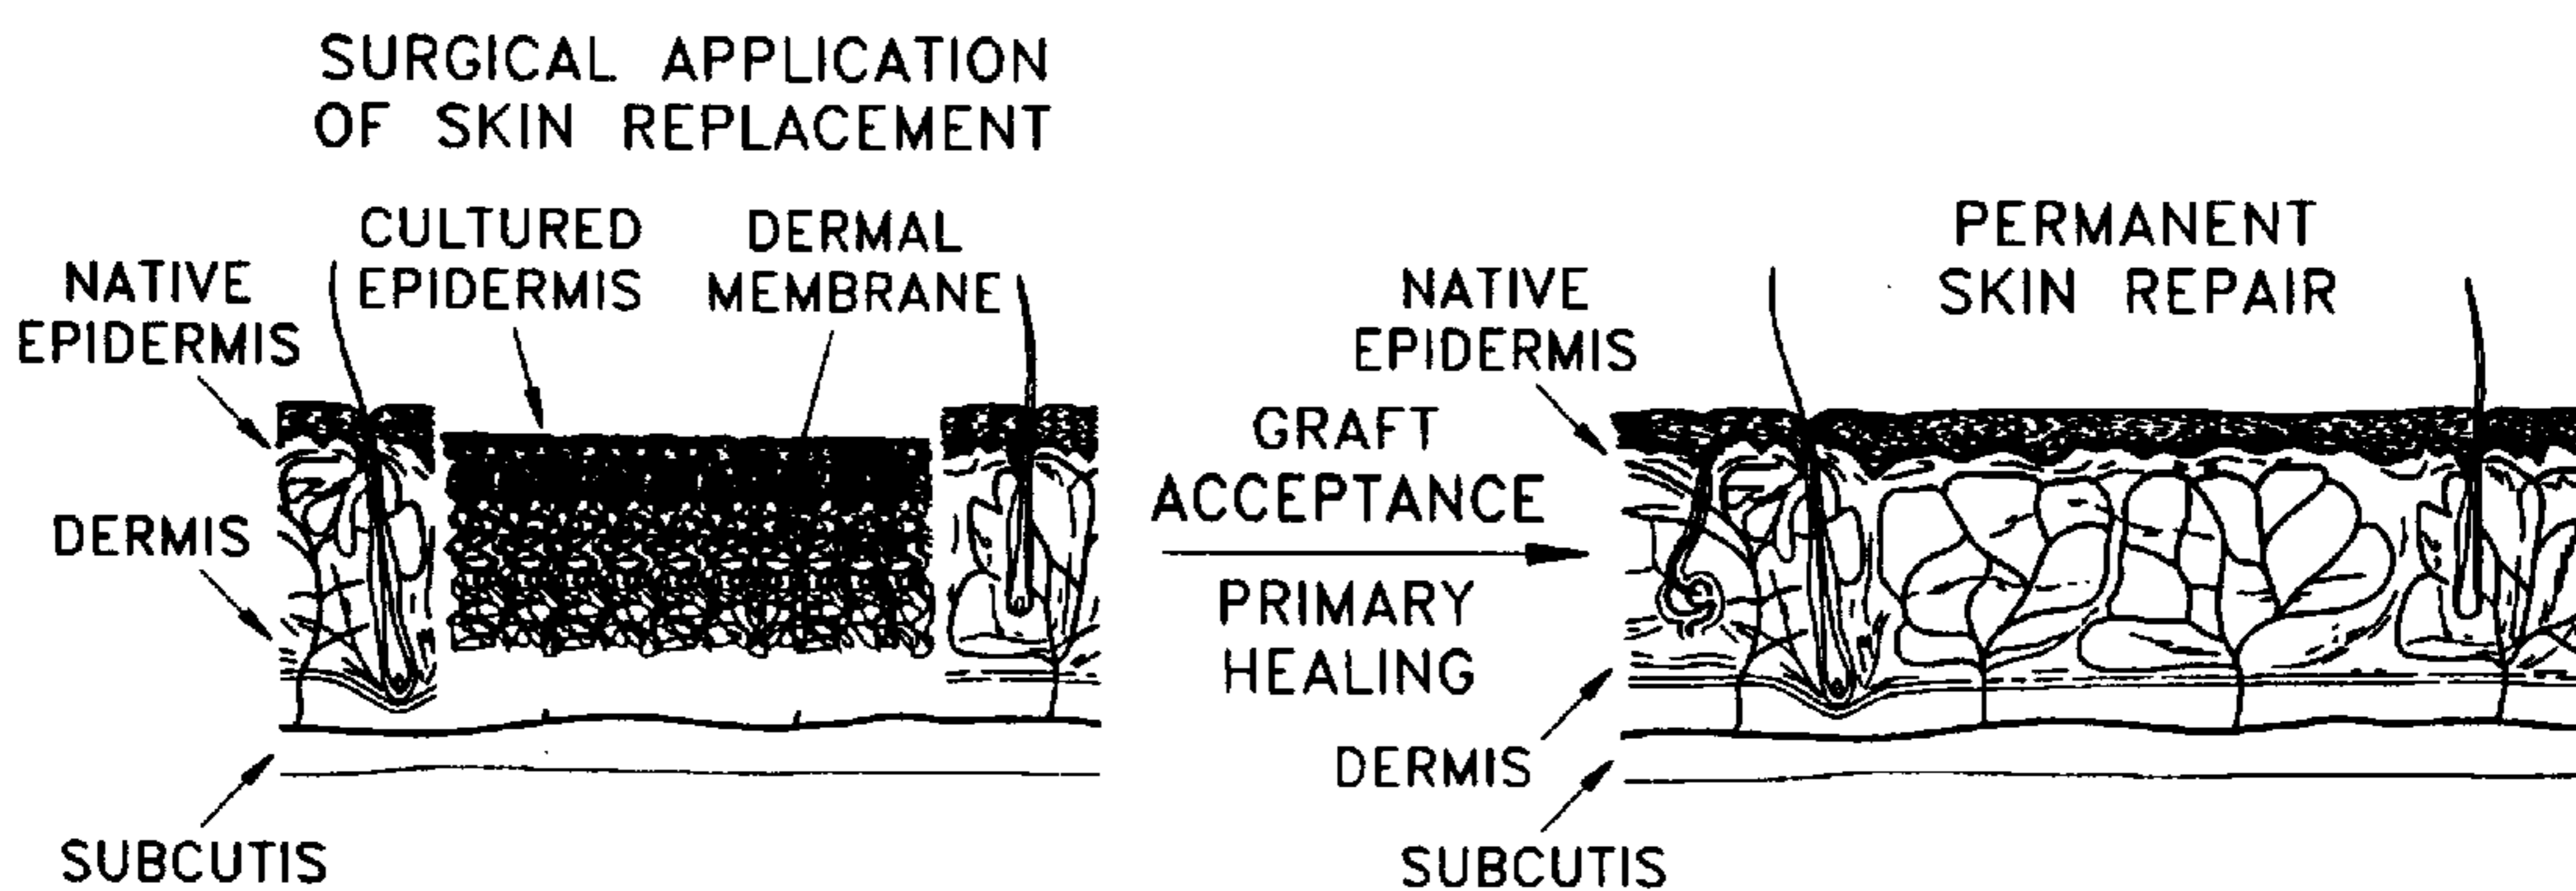 SURGICAL APPLICATION
OF SKIN REPLACEMENT
CULTURED
EPIDERMIS
DERMAL
MEMBRANE
NATIVE
EPIDERMIS
DERMIS
SUBCUTIS
GRAFT
ACCEPTANCE
PRIMARY
HEALING
PERMANENT
SKIN REPAIR
NATIVE
EPIDERMIS
DERMIS
SUBCUTIS